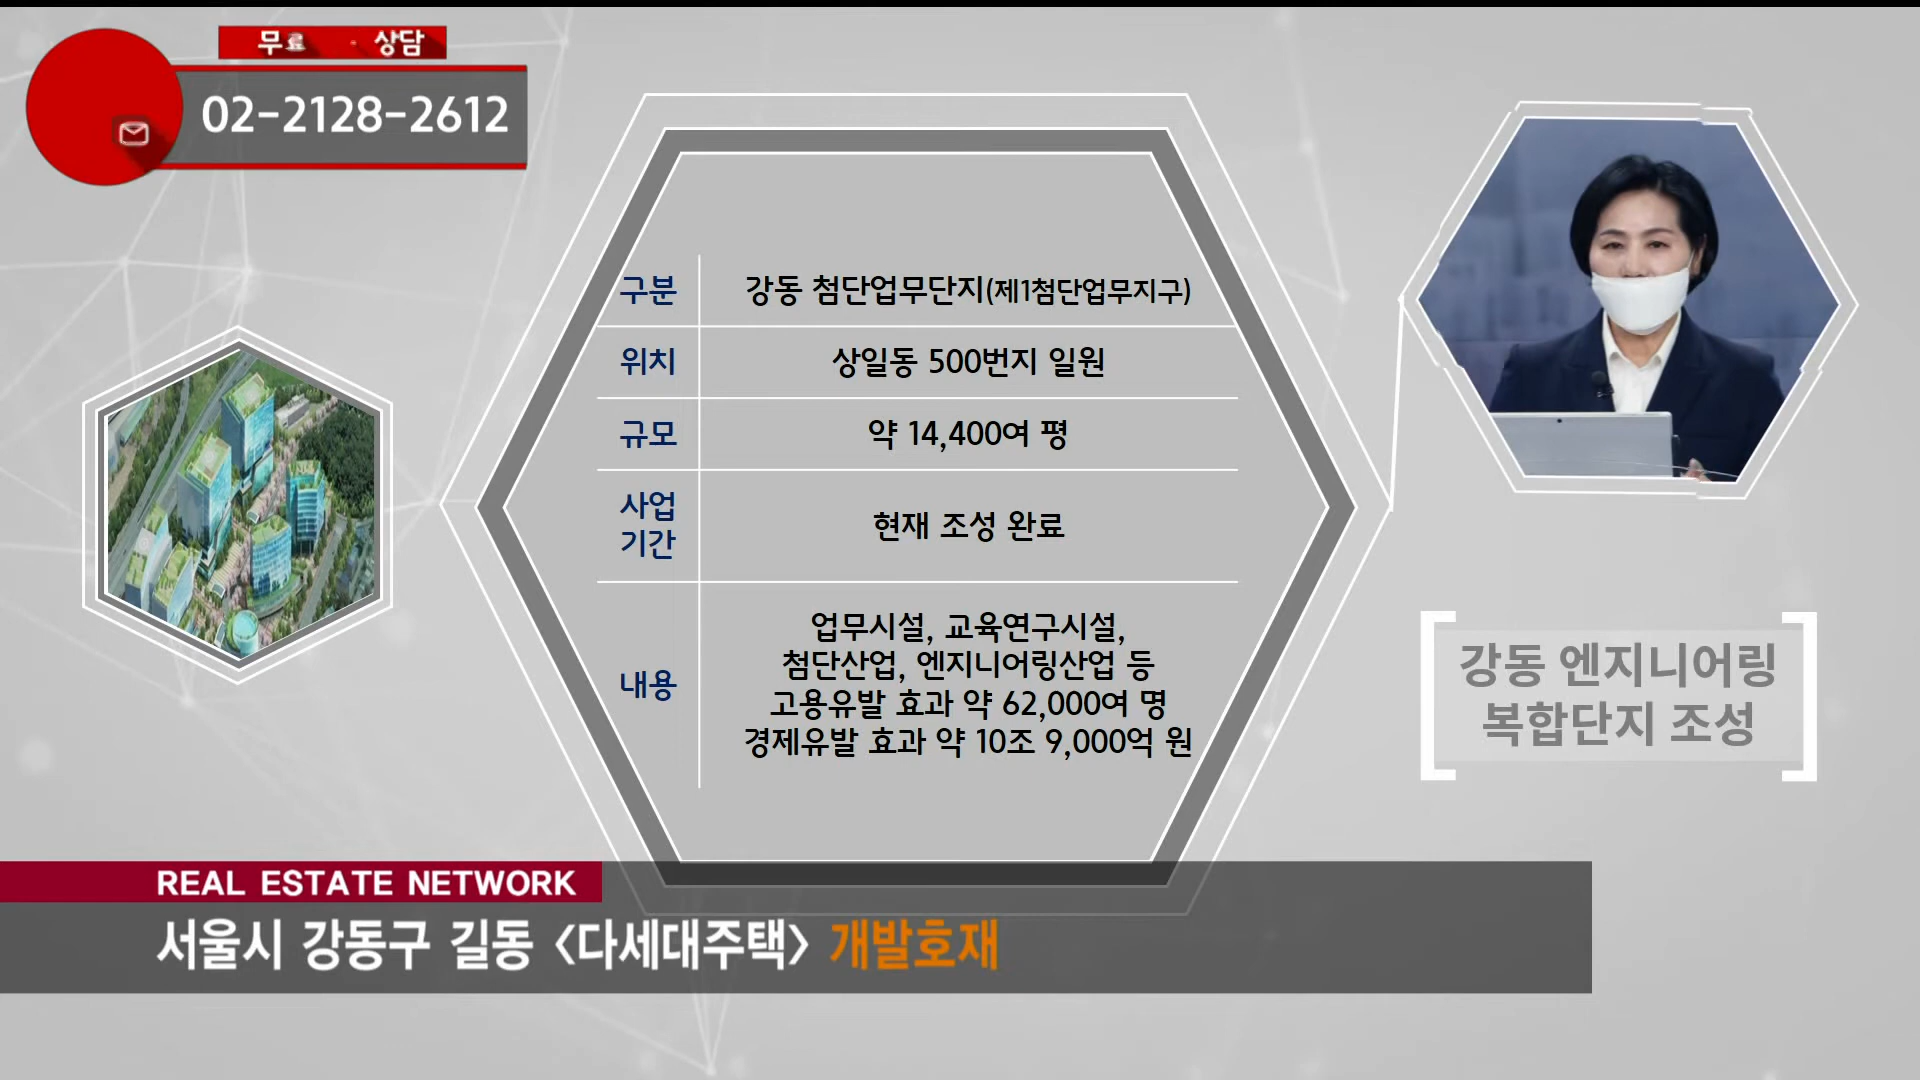 무료 상담
02-2128-2612
구분 강동 첨단업무단지(제1첨단업무지구)
위치 상일동 500번지 일원
규모 약 14,400여 평
사업
기간 현재 조성 완료
내용
업무시설, 교육연구시설,
첨단산업, 엔지니어링산업 등
고용유발 효과 약 62,000여 명
경제유발 효과 약 10조 9,000억 원
강동 엔지니어링
복합단지 조성
REAL ESTATE NETWORK
서울시 강동구 길동 <다세대주택> 개발호재